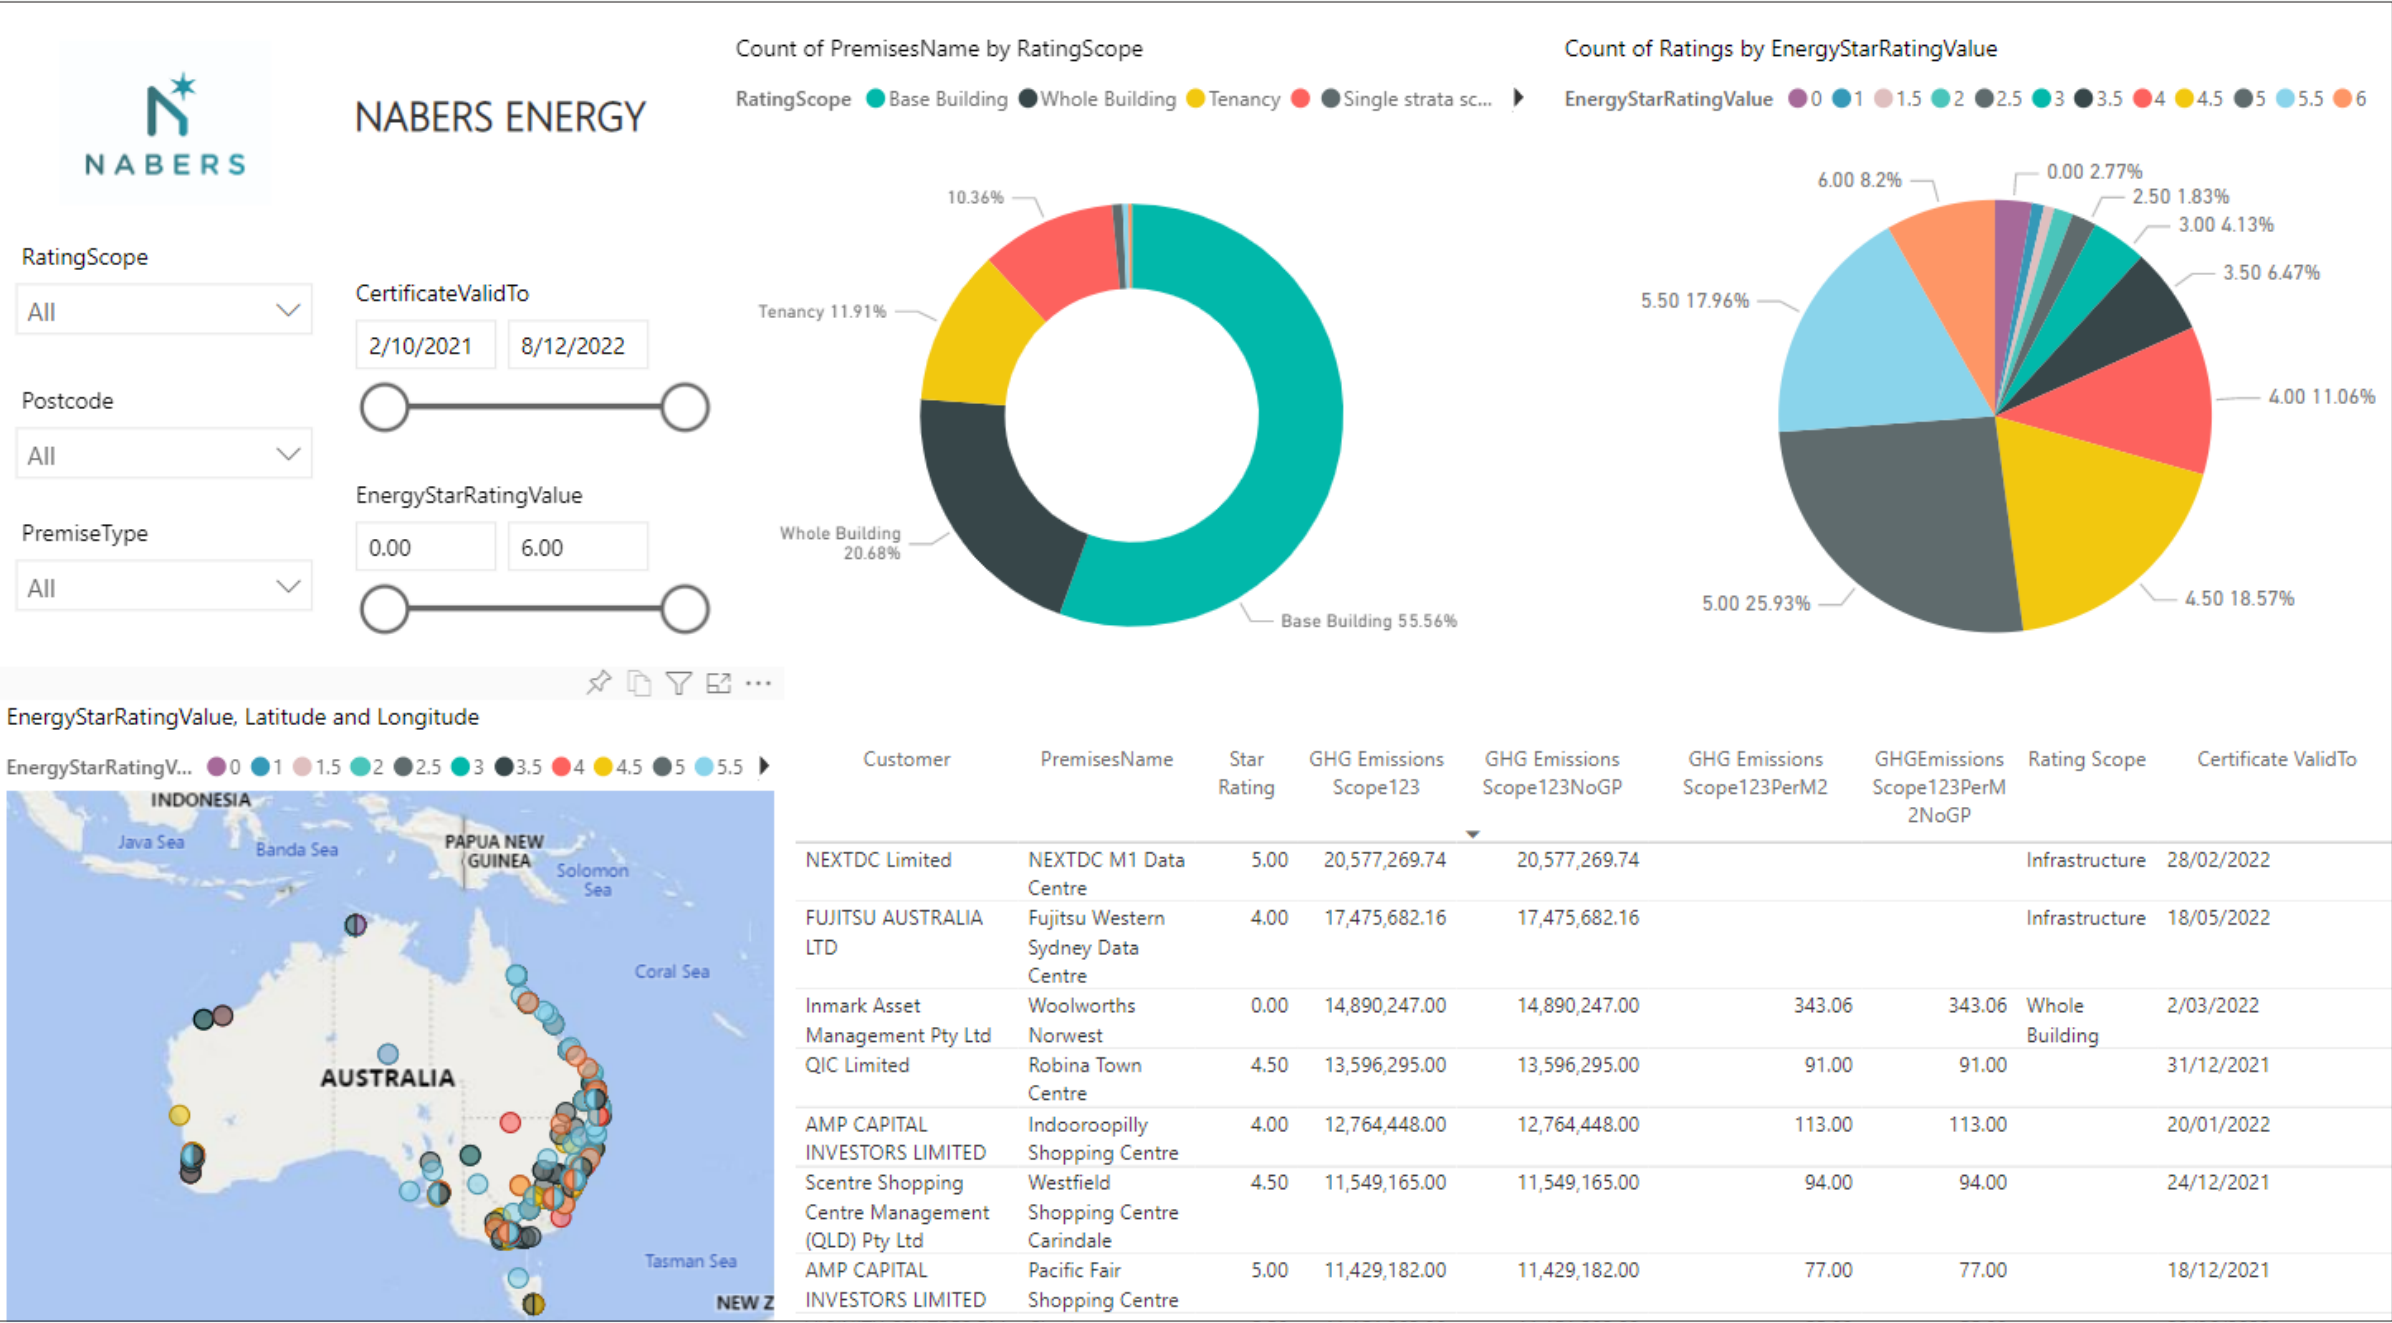 NABERS
NABERS ENERGY
RatingScope
All
Postcode
All
PremiseType
All
CertificateValidTo
2/10/2021 8/12/2022
EnergyStarRatingValue
0.00 6.00
Count of PremisesName by RatingScope
RatingScope Base Building Whole Building Tenancy Single strata sc...
10.36%
Tenancy 11.91%
Whole Building
20.68%
Base Building 55.56%
Count of Ratings by EnergyStarRatingValue
EnergyStarRatingValue 0 1 1.5 2 2.5 3 3.5 4 4.5 5 5.5 6
6.00 8.2%
0.00 2.77%
2.50 1.83%
3.00 4.13%
3.50 6.47%
5.50 17.96%
4.00 11.06%
5.00 25.93%
4.50 18.57%
EnergyStarRatingValue, Latitude and Longitude
EnergyStarRatingV... 0 1 1.5 2 2.5 3 3.5 4 4.5 5 5.5
INDONESIA
Java Sea
Banda Sea
PAPUA NEW
GUINEA
Solomon
Sea
Coral Sea
AUSTRALIA
Tasman Sea
NEW Z
Customer PremisesName Star GHG Emissions GHG Emissions GHG Emissions GHGEmissions Rating Scope Certificate ValidTo
Rating Scope123 Scope123NoGP Scope123PerM2 Scope123PerM
2NoGP
NEXTDC Limited NEXTDC M1 Data 5.00 20,577,269.74 20,577,269.74 Infrastructure 28/02/2022
Centre
FUJITSU AUSTRALIA Fujitsu Western 4.00 17,475,682.16 17,475,682.16 Infrastructure 18/05/2022
LTD Sydney Data
Centre
Inmark Asset Woolworths 0.00 14,890,247.00 14,890,247.00 343.06 343.06 Whole 2/03/2022
Management Pty Ltd Norwest Building
QIC Limited Robina Town 4.50 13,596,295.00 13,596,295.00 91.00 91.00 31/12/2021
Centre
AMP CAPITAL Indooroopilly 4.00 12,764,448.00 12,764,448.00 113.00 113.00 20/01/2022
INVESTORS LIMITED Shopping Centre
Scentre Shopping Westfield 4.50 11,549,165.00 11,549,165.00 94.00 94.00 24/12/2021
Centre Management Shopping Centre
(QLD) Pty Ltd Carindale
AMP CAPITAL Pacific Fair 5.00 11,429,182.00 11,429,182.00 77.00 77.00 18/12/2021
INVESTORS LIMITED Shopping Centre